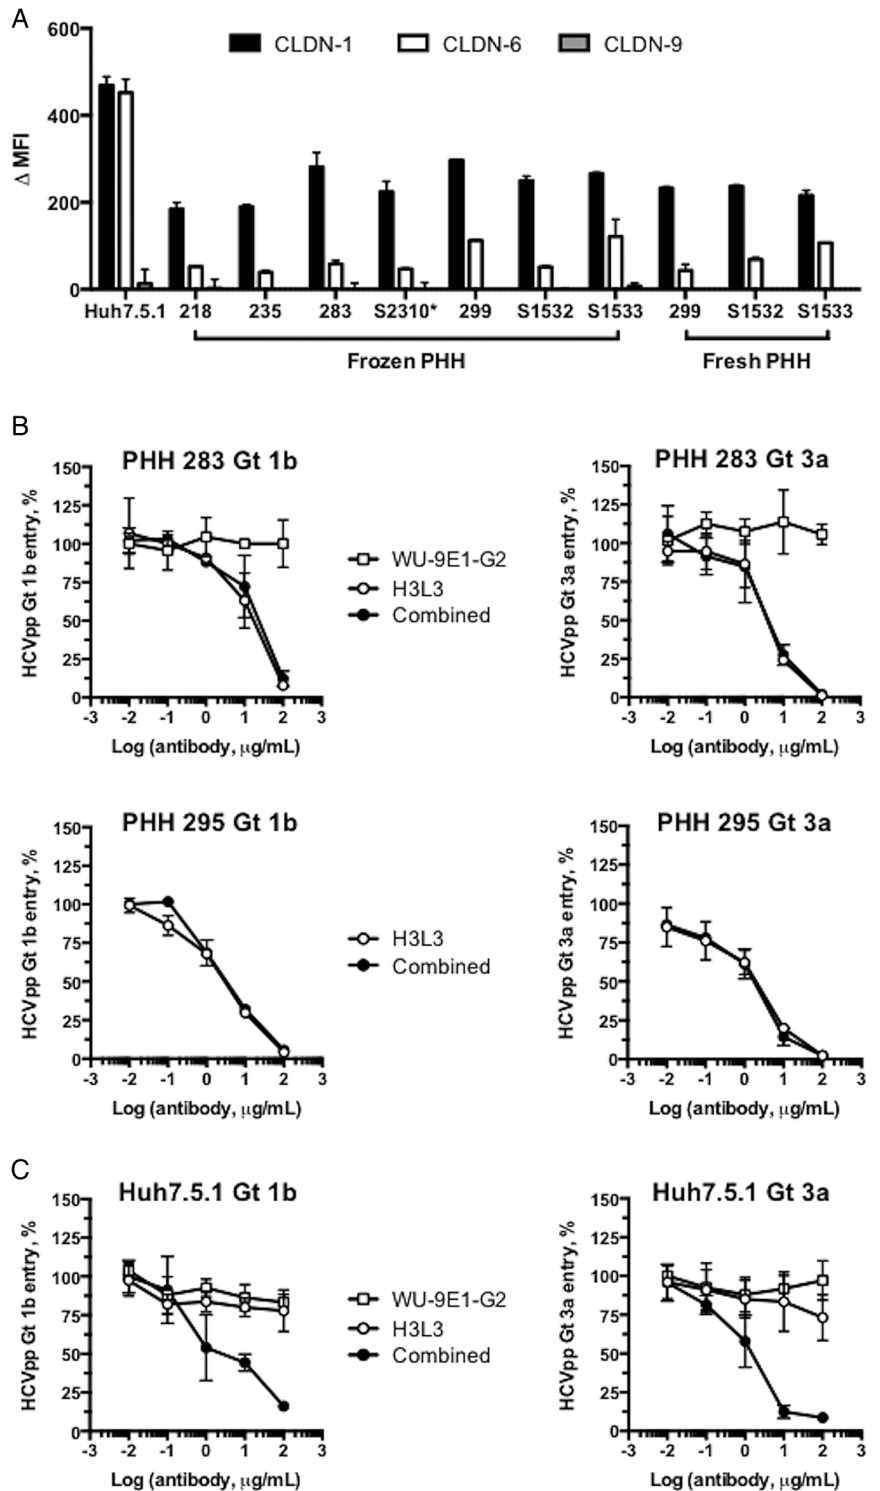 A
600
400
200
0
Δ MFI
CLDN-1 CLDN-6 CLDN-9
Huh7.5.1 218 235 283 S2310* 299 S1532 S1533 299 S1532 S1533
Frozen PHH Fresh PHH
B
PHH 283 Gt 1b
HCVpp Gt 1b entry, %
150
125
100
75
50
25
0
-3 -2 -1 0 1 2 3
Log (antibody, μg/mL)
WU-9E1-G2
H3L3
Combined
PHH 283 Gt 3a
HCVpp Gt 3a entry, %
150
125
100
75
50
25
0
-3 -2 -1 0 1 2 3
Log (antibody, μg/mL)
PHH 295 Gt 1b
HCVpp Gt 1b entry, %
150
125
100
75
50
25
0
-3 -2 -1 0 1 2 3
Log (antibody, μg/mL)
H3L3
Combined
PHH 295 Gt 3a
HCVpp Gt 3a entry, %
150
125
100
75
50
25
0
-3 -2 -1 0 1 2 3
Log (antibody, μg/mL)
C
Huh7.5.1 Gt 1b
HCVpp Gt 1b entry, %
150
125
100
75
50
25
0
-3 -2 -1 0 1 2 3
Log (antibody, μg/mL)
WU-9E1-G2
H3L3
Combined
Huh7.5.1 Gt 3a
HCVpp Gt 3a entry, %
150
125
100
75
50
25
0
-3 -2 -1 0 1 2 3
Log (antibody, μg/mL)